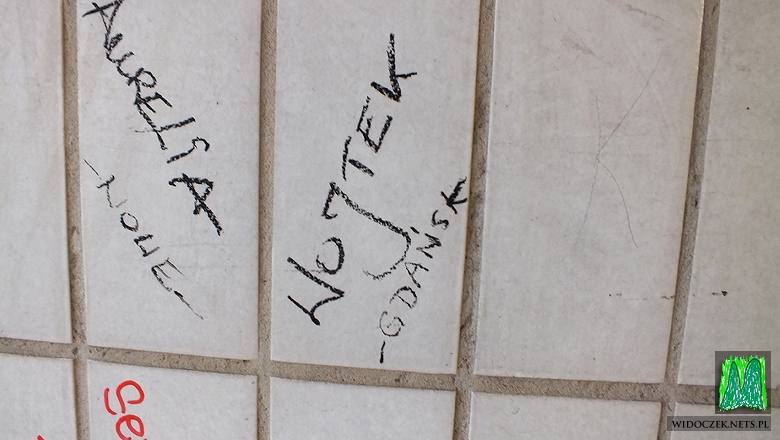 AURELIA
-NOWE-
WOJTEK
-GDAŃSK
WIDOCZEK.NETS.PL